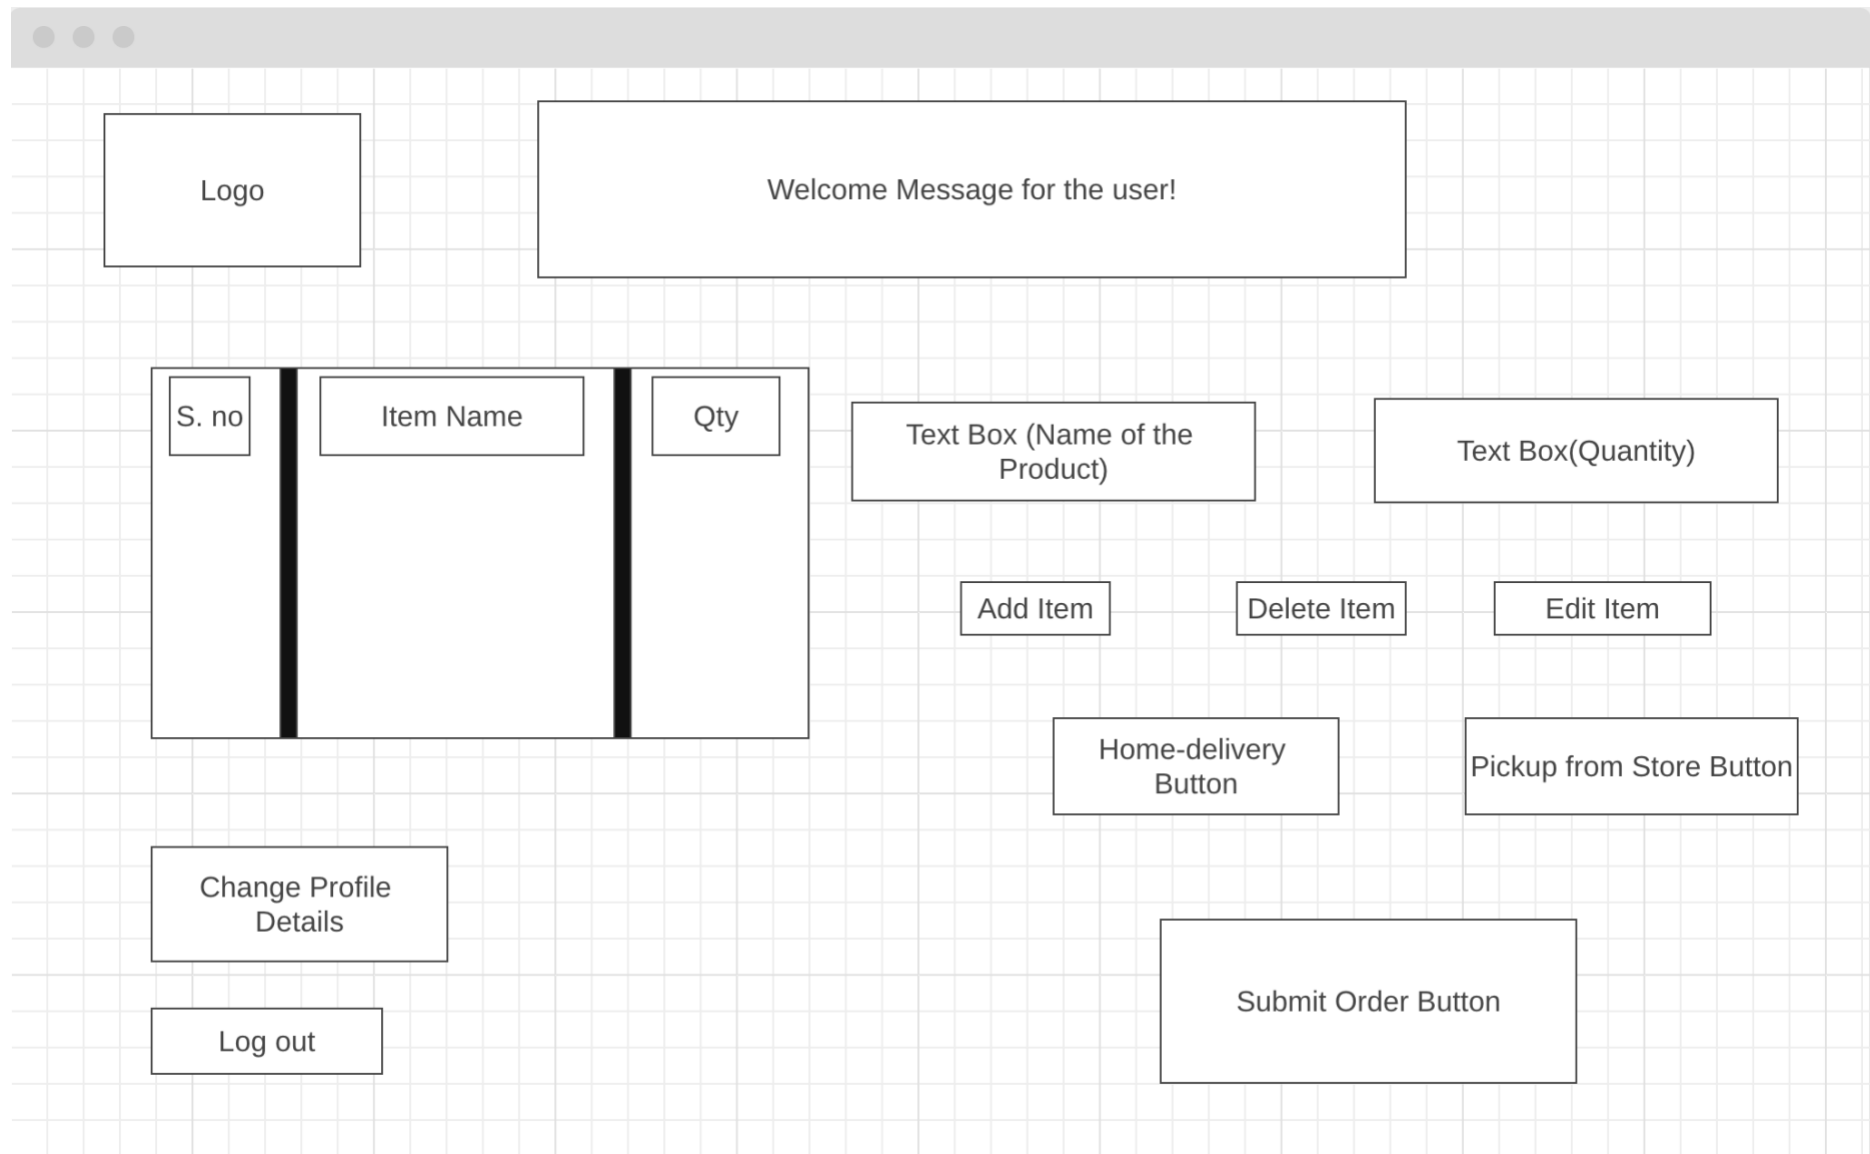 Logo
Welcome Message for the user!
S. no
Item Name
Qty
Text Box (Name of the
Product)
Text Box(Quantity)
Add Item
Delete Item
Edit Item
Home-delivery
Button
Pickup from Store Button
Change Profile
Details
Submit Order Button
Log out